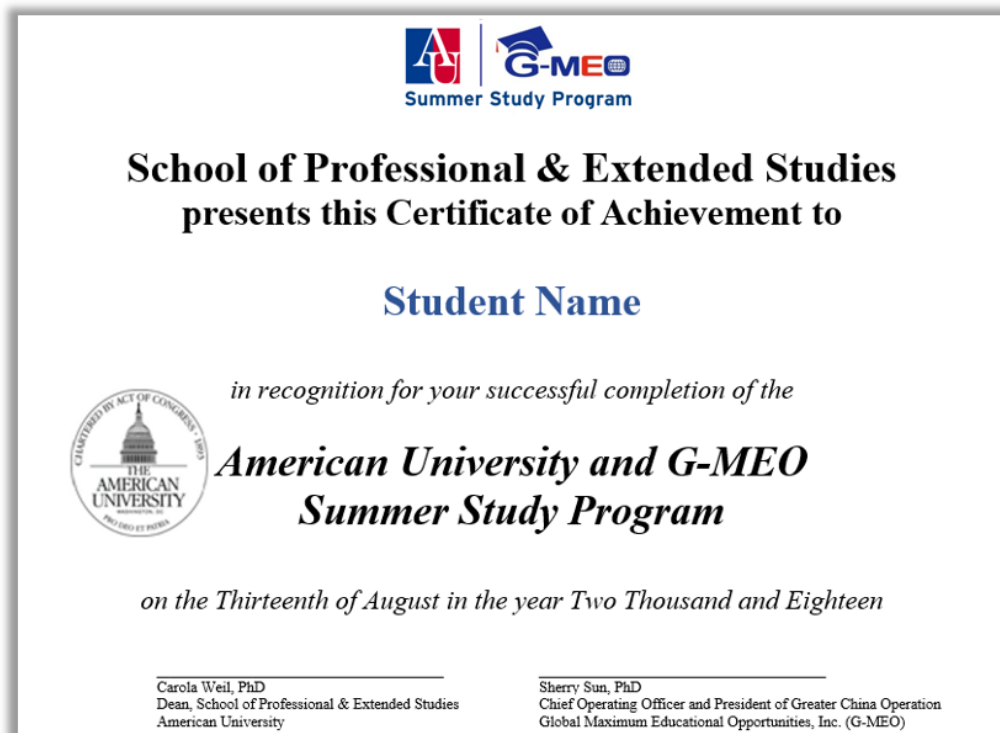 AU
G-MEO
Summer Study Program
School of Professional & Extended Studies
presents this Certificate of Achievement to
Student Name
in recognition for your successful completion of the
CHARTERED BY ACT OF CONGRESS · 1893
THE
AMERICAN
UNIVERSITY
WASHINGTON, DC
PRO DEO ET PATRIA
American University and G-MEO
Summer Study Program
on the Thirteenth of August in the year Two Thousand and Eighteen
Carola Weil, PhD
Dean, School of Professional & Extended Studies
American University
Sherry Sun, PhD
Chief Operating Officer and President of Greater China Operation
Global Maximum Educational Opportunities, Inc. (G-MEO)